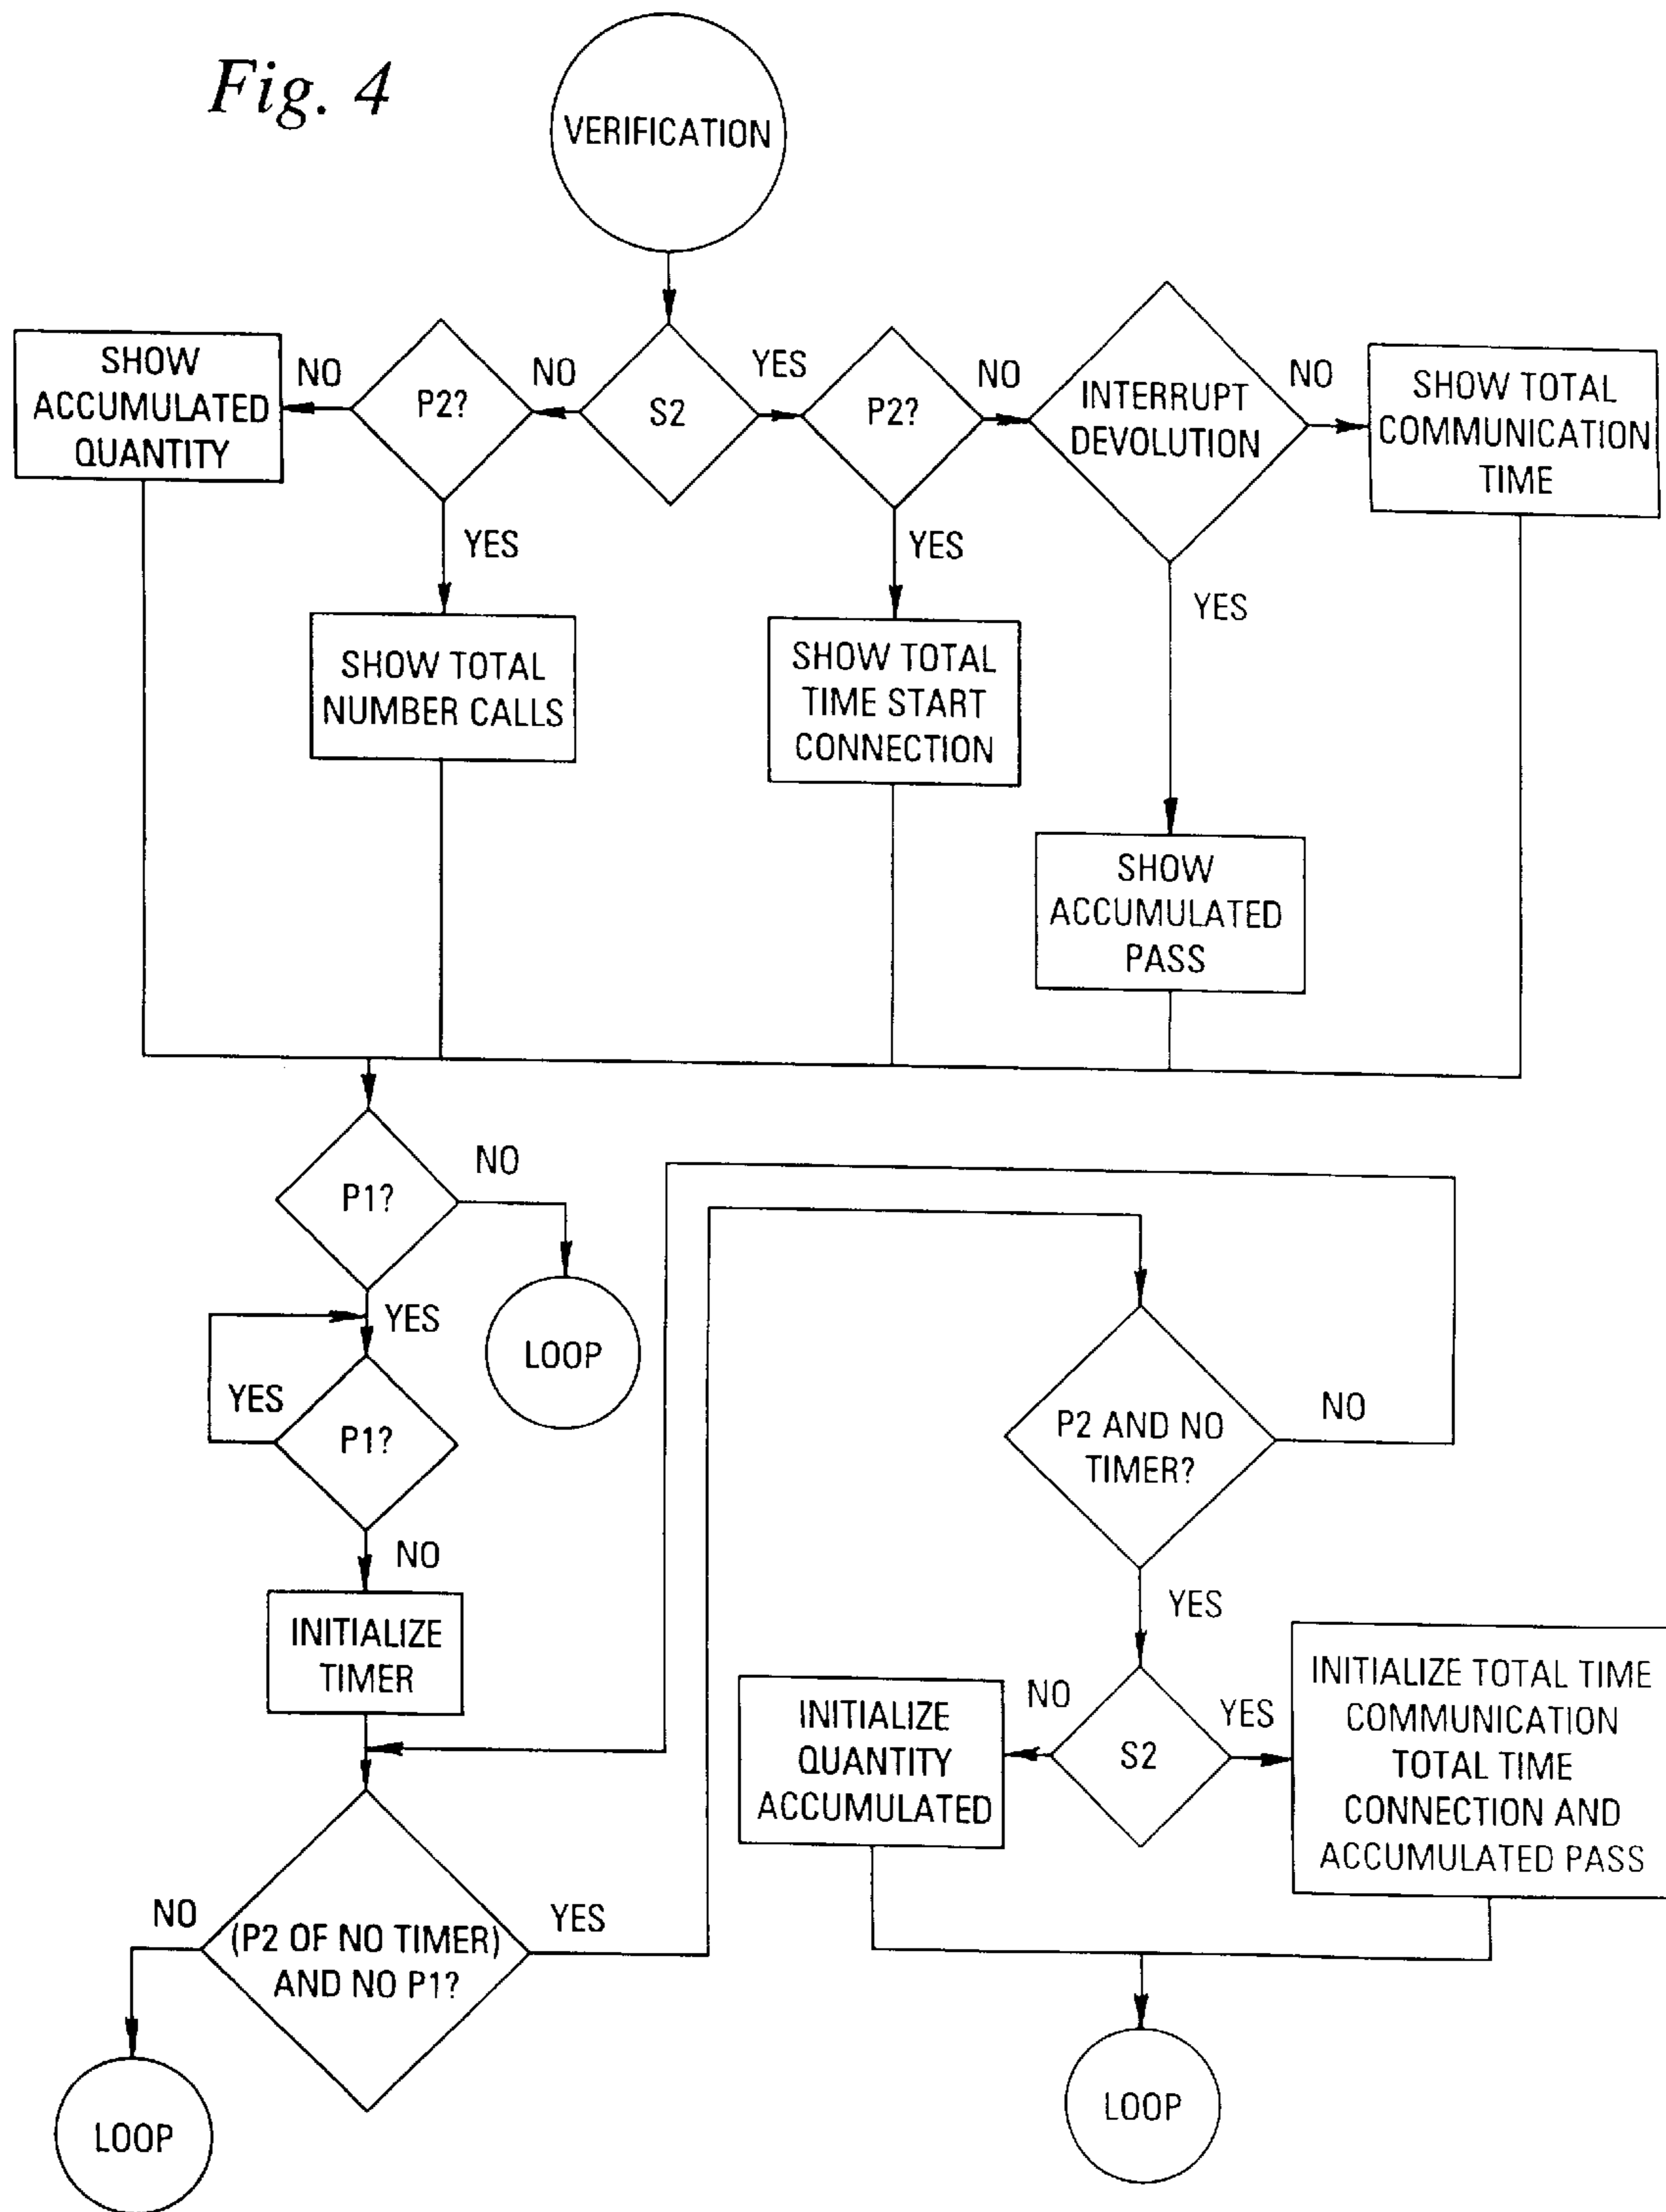 Fig. 4
VERIFICATION
SHOW
ACCUMULATED
QUANTITY
NO
P2?
NO
S2
YES
P2?
NO
INTERRUPT
DEVOLUTION
NO
SHOW TOTAL
COMMUNICATION
TIME
YES
YES
YES
SHOW TOTAL
NUMBER CALLS
SHOW TOTAL
TIME START
CONNECTION
SHOW
ACCUMULATED
PASS
P1?
NO
LOOP
YES
YES
P1?
NO
INITIALIZE
TIMER
NO
(P2 OF NO TIMER)
AND NO P1?
YES
LOOP
P2 AND NO
TIMER?
NO
YES
INITIALIZE
QUANTITY
ACCUMULATED
NO
S2
YES
INITIALIZE TOTAL TIME
COMMUNICATION
TOTAL TIME
CONNECTION AND
ACCUMULATED PASS
LOOP